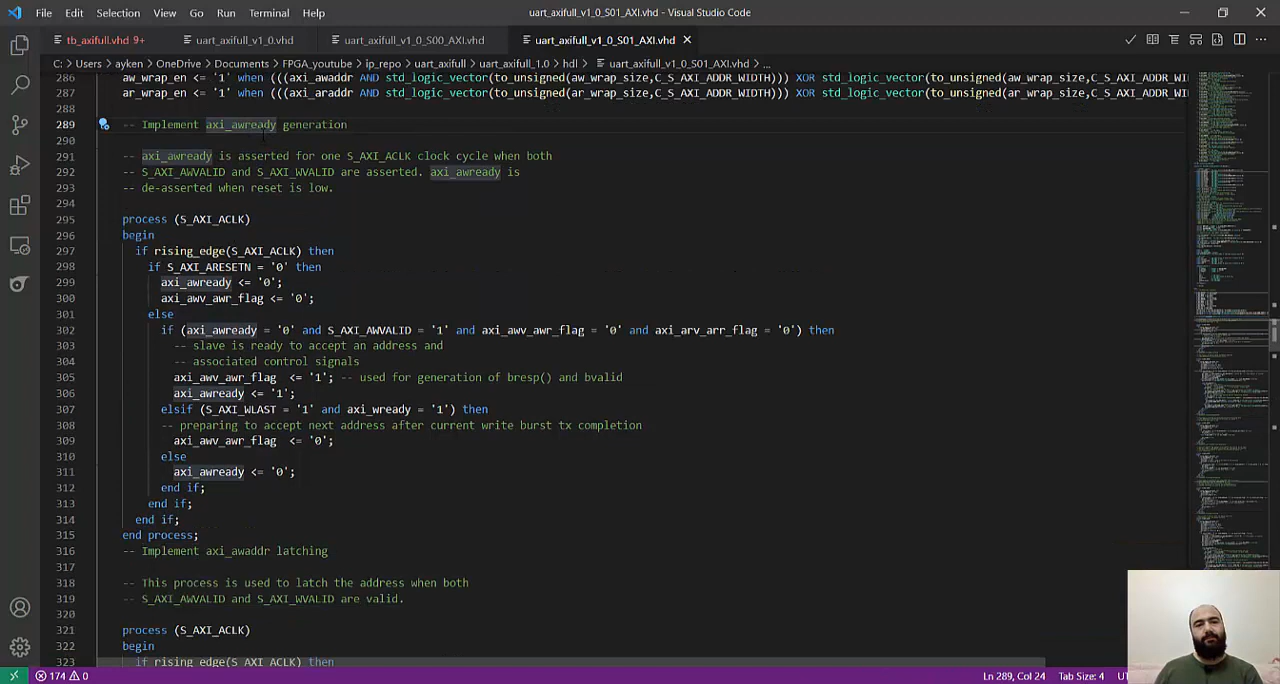 File Edit Selection View Go Run Terminal Help
uart_axifull_v1_0_S01_AXI.vhd - Visual Studio Code
tb_axifull.vhd 9+ uart_axifull_v1_0.vhd uart_axifull_v1_0_S00_AXI.vhd uart_axifull_v1_0_S01_AXI.vhd
C: > Users > ayken > OneDrive > Documents > FPGA_youtube > ip_repo > uart_axifull > uart_axifull_1.0 > hdl > uart_axifull_v1_0_S01_AXI.vhd > ...
286 aw_wrap_en <= '1' when (((axi_awaddr AND std_logic_vector(to_unsigned(aw_wrap_size,C_S_AXI_ADDR_WIDTH))) XOR std_logic_vector(to_unsigned(aw_wrap_size,C_S_AXI_ADDR_WIDTH))
287 ar_wrap_en <= '1' when (((axi_araddr AND std_logic_vector(to_unsigned(ar_wrap_size,C_S_AXI_ADDR_WIDTH))) XOR std_logic_vector(to_unsigned(ar_wrap_size,C_S_AXI_ADDR_WIDTH))
288
289 -- Implement axi_awready generation
290
291 -- axi_awready is asserted for one S_AXI_ACLK clock cycle when both
292 -- S_AXI_AWVALID and S_AXI_WVALID are asserted. axi_awready is
293 -- de-asserted when reset is low.
294
295 process (S_AXI_ACLK)
296 begin
297 if rising_edge(S_AXI_ACLK) then
298 if S_AXI_ARESETN = '0' then
299 axi_awready <= '0';
300 axi_awv_awr_flag <= '0';
301 else
302 if (axi_awready = '0' and S_AXI_AWVALID = '1' and axi_awv_awr_flag = '0' and axi_arv_arr_flag = '0') then
303 -- slave is ready to accept an address and
304 -- associated control signals
305 axi_awv_awr_flag <= '1'; -- used for generation of bresp() and bvalid
306 axi_awready <= '1';
307 elsif (S_AXI_WLAST = '1' and axi_wready = '1') then
308 -- preparing to accept next address after current write burst tx completion
309 axi_awv_awr_flag <= '0';
310 else
311 axi_awready <= '0';
312 end if;
313 end if;
314 end if;
315 end process;
316 -- Implement axi_awaddr latching
317
318 -- This process is used to latch the address when both
319 -- S_AXI_AWVALID and S_AXI_WVALID are valid.
320
321 process (S_AXI_ACLK)
322 begin
323 if rising_edge(S_AXI_ACLK) then
174 0 Ln 289, Col 24 Tab Size: 4